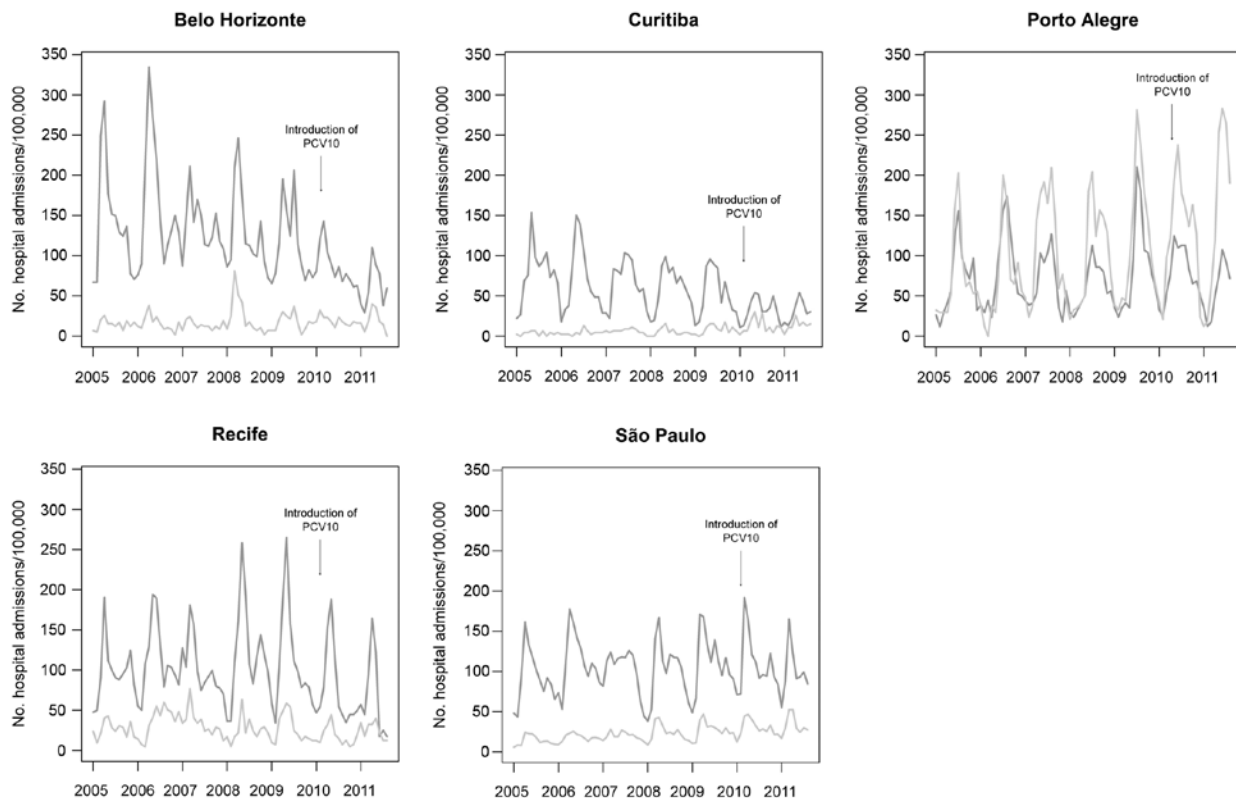 Belo Horizonte
No. hospital admissions/100,000
350
300
250
200
150
100
50
0
Introduction of
PCV10
2005 2006 2007 2008 2009 2010 2011
Curitiba
No. hospital admissions/100,000
350
300
250
200
150
100
50
0
Introduction of
PCV10
2005 2006 2007 2008 2009 2010 2011
Porto Alegre
No. hospital admissions/100,000
350
300
250
200
150
100
50
0
Introduction of
PCV10
2005 2006 2007 2008 2009 2010 2011
Recife
No. hospital admissions/100,000
350
300
250
200
150
100
50
0
Introduction of
PCV10
2005 2006 2007 2008 2009 2010 2011
São Paulo
No. hospital admissions/100,000
350
300
250
200
150
100
50
0
Introduction of
PCV10
2005 2006 2007 2008 2009 2010 2011